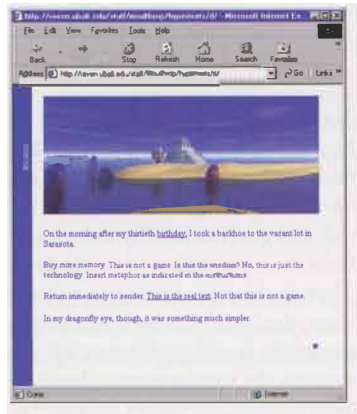 Microsoft Internet Ex
File Edit View Favorites Tools Help
Back Stop Refresh Home Search Favorites
Address Go Links »
On the morning after my thirtieth birthday, I took a backhoe to the vacant lot in
Sarasota.
Buy more memory. This is not a game. Is this the wisdom? No, this is just the
technology. Insert metaphor as indicated in the instructions.
Return immediately to sender. This is the real text. Not that this is not a game.
In my dragonfly eye, though, it was something much simpler.
Internet